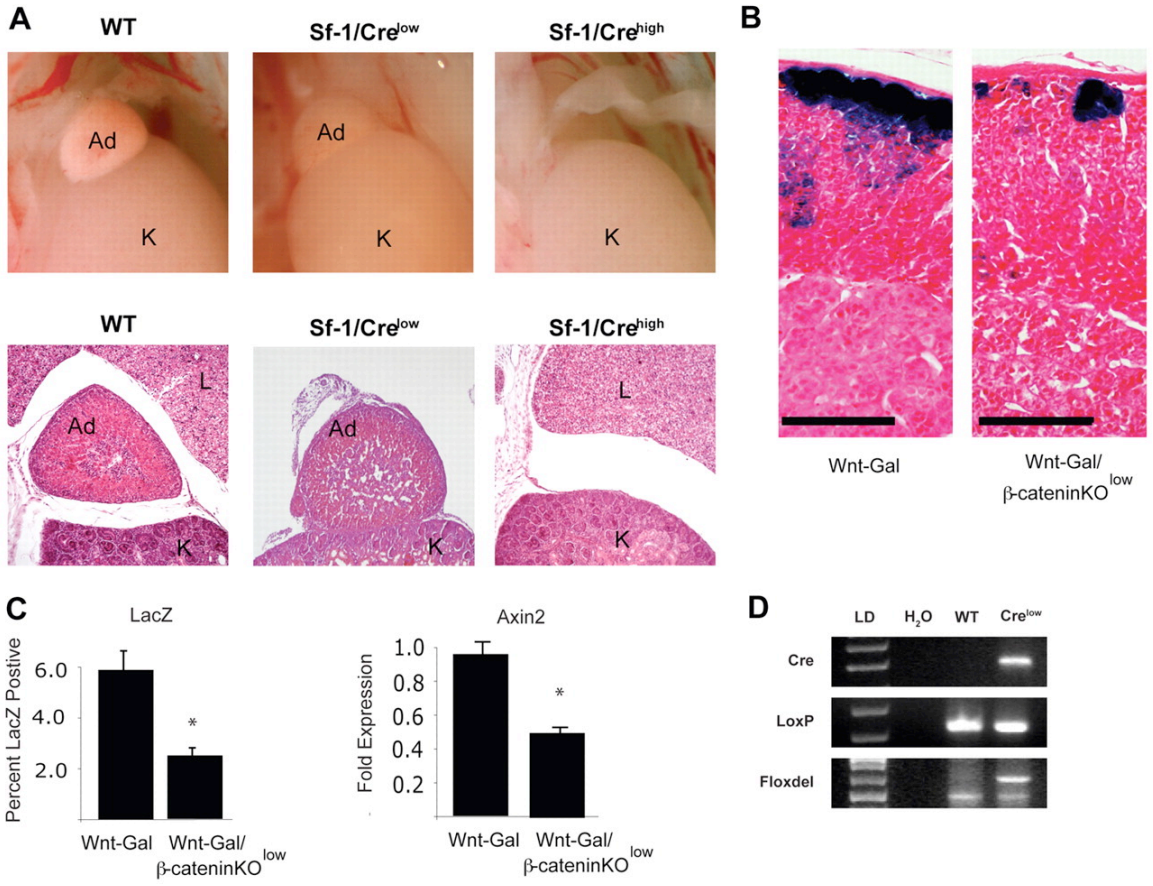 A
WT
Sf-1/Cre^low
Sf-1/Cre^high
Ad
K
Ad
K
K
WT
Sf-1/Cre^low
Sf-1/Cre^high
L
Ad
K
Ad
K
L
K
B
Wnt-Gal
Wnt-Gal/
β-cateninKO^low
C
LacZ
Percent LacZ Postive
6.0
4.0
2.0
*
Wnt-Gal
Wnt-Gal/
β-cateninKO^low
Axin2
Fold Expression
1.0
0.8
0.6
0.4
0.2
*
Wnt-Gal
Wnt-Gal/
β-cateninKO^low
D
LD H₂O WT Cre^low
Cre
LoxP
Floxdel